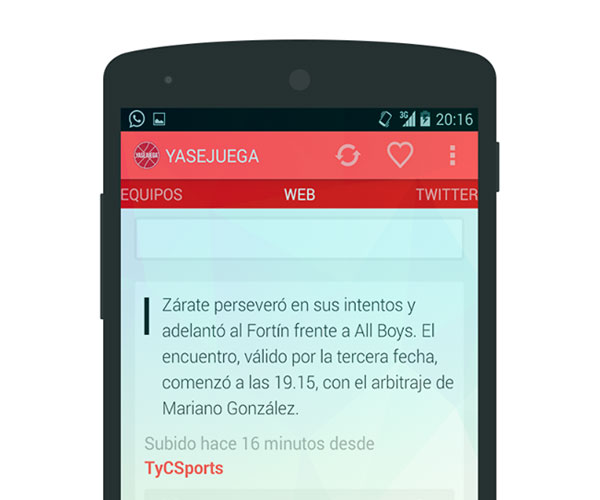 3G 20:16
YASEJUEGA YASEJUEGA
EQUIPOS WEB TWITTER
Zárate perseveró en sus intentos y
adelantó al Fortín frente a All Boys. El
encuentro, válido por la tercera fecha,
comenzó a las 19.15, con el arbitraje de
Mariano González.
Subido hace 16 minutos desde
TyCSports